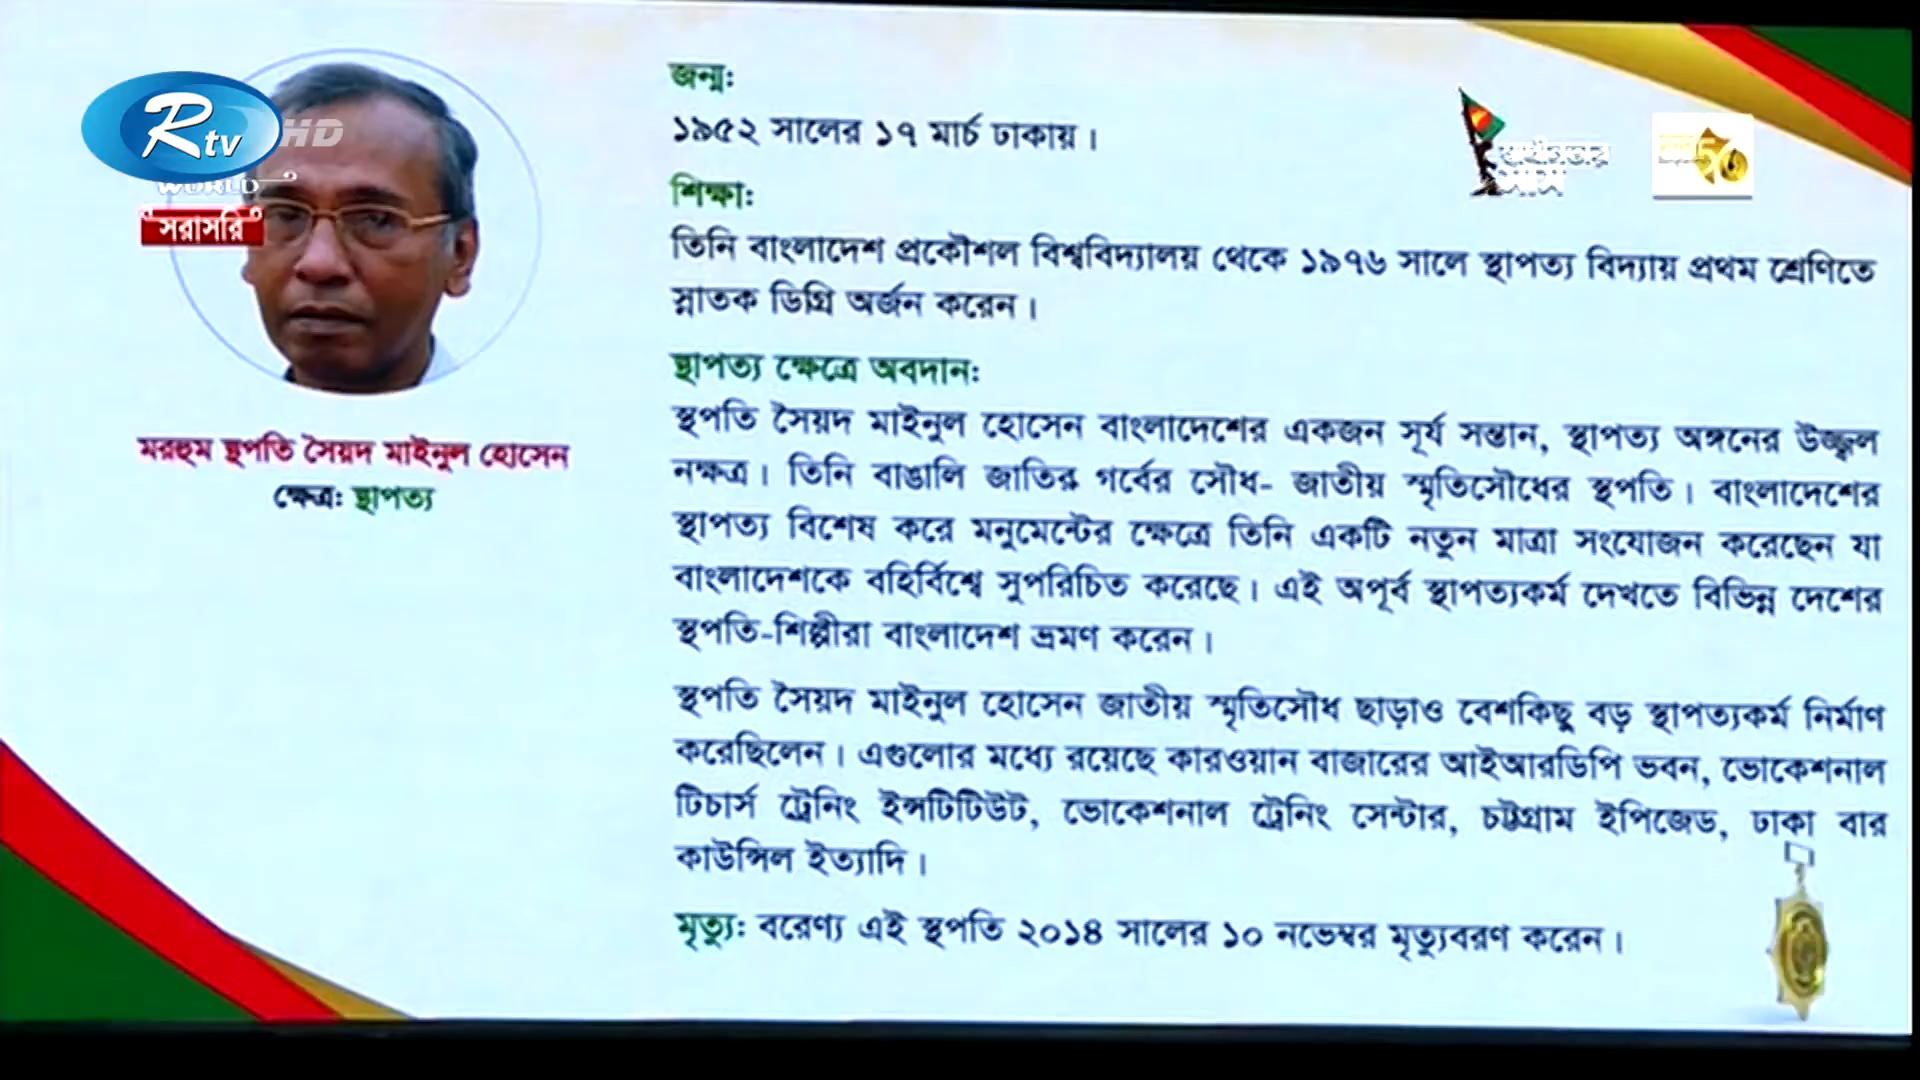 Rtv HD
WORLD
সরাসরি
মরহুম স্থপতি সৈয়দ মাইনুল হোসেন
ক্ষেত্র: স্থাপত্য
জন্ম:
১৯৫২ সালের ১৭ মার্চ ঢাকায়।
শিক্ষা:
তিনি বাংলাদেশ প্রকৌশল বিশ্ববিদ্যালয় থেকে ১৯৭৬ সালে স্থাপত্য বিদ্যায় প্রথম শ্রেণিতে
স্নাতক ডিগ্রি অর্জন করেন।
স্থাপত্য ক্ষেত্রে অবদান:
স্থপতি সৈয়দ মাইনুল হোসেন বাংলাদেশের একজন সূর্য সন্তান, স্থাপত্য অঙ্গনের উজ্জ্বল
নক্ষত্র। তিনি বাঙালি জাতির গর্বের সৌধ- জাতীয় স্মৃতিসৌধের স্থপতি। বাংলাদেশের
স্থাপত্য বিশেষ করে মনুমেন্টের ক্ষেত্রে তিনি একটি নতুন মাত্রা সংযোজন করেছেন যা
বাংলাদেশকে বহির্বিশ্বে সুপরিচিত করেছে। এই অপূর্ব স্থাপত্যকর্ম দেখতে বিভিন্ন দেশের
স্থপতি-শিল্পীরা বাংলাদেশ ভ্রমণ করেন।
স্থপতি সৈয়দ মাইনুল হোসেন জাতীয় স্মৃতিসৌধ ছাড়াও বেশকিছু বড় স্থাপত্যকর্ম নির্মাণ
করেছিলেন। এগুলোর মধ্যে রয়েছে কারওয়ান বাজারের আইআরডিপি ভবন, ভোকেশনাল
টিচার্স ট্রেনিং ইন্সটিটিউট, ভোকেশনাল ট্রেনিং সেন্টার, চট্টগ্রাম ইপিজেড, ঢাকা বার
কাউন্সিল ইত্যাদি।
মৃত্যু: বরেণ্য এই স্থপতি ২০১৪ সালের ১০ নভেম্বর মৃত্যুবরণ করেন।
স্বাধীনতার
মাস